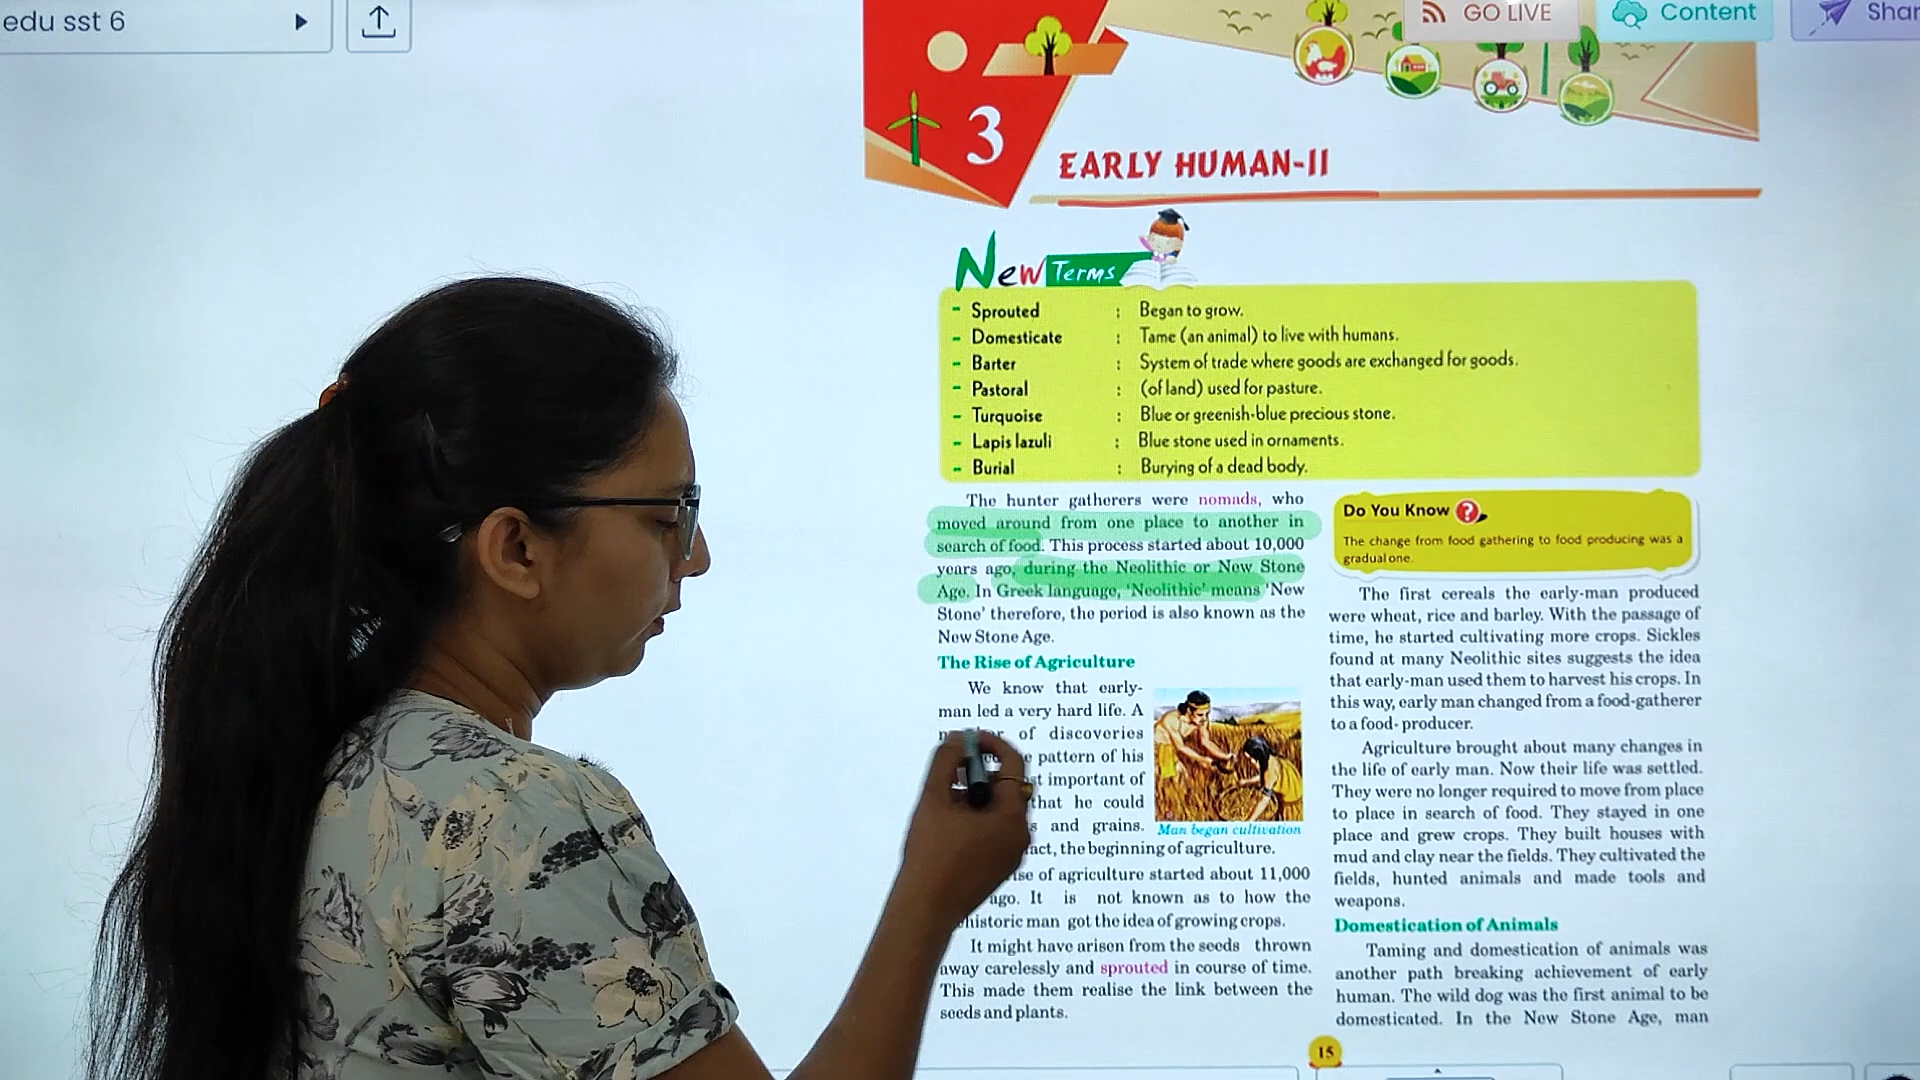 edu sst 6
GO LIVE
Content
3
EARLY HUMAN-II
New Terms
- Sprouted : Began to grow.
- Domesticate : Tame (an animal) to live with humans.
- Barter : System of trade where goods are exchanged for goods.
- Pastoral : (of land) used for pasture.
- Turquoise : Blue or greenish-blue precious stone.
- Lapis lazuli : Blue stone used in ornaments.
- Burial : Burying of a dead body.
The hunter gatherers were nomads, who
moved around from one place to another in
search of food. This process started about 10,000
years ago, during the Neolithic or New Stone
Age. In Greek language, 'Neolithic' means 'New
Stone' therefore, the period is also known as the
New Stone Age.
The Rise of Agriculture
We know that early-
man led a very hard life. A
of discoveries
pattern of his
important of
that he could
and grains.
Man began cultivation
the beginning of agriculture.
of agriculture started about 11,000
ago. It is not known as to how the
man got the idea of growing crops.
It might have arisen from the seeds thrown
away carelessly and sprouted in course of time.
This made them realise the link between the
seeds and plants.
Do You Know ?
The change from food gathering to food producing was a
gradual one.
The first cereals the early-man produced
were wheat, rice and barley. With the passage of
time, he started cultivating more crops. Sickles
found at many Neolithic sites suggests the idea
that early-man used them to harvest his crops. In
this way, early man changed from a food-gatherer
to a food- producer.
Agriculture brought about many changes in
the life of early man. Now their life was settled.
They were no longer required to move from place
to place in search of food. They stayed in one
place and grew crops. They built houses with
mud and clay near the fields. They cultivated the
fields, hunted animals and made tools and
weapons.
Domestication of Animals
Taming and domestication of animals was
another path breaking achievement of early
human. The wild dog was the first animal to be
domesticated. In the New Stone Age, man
15